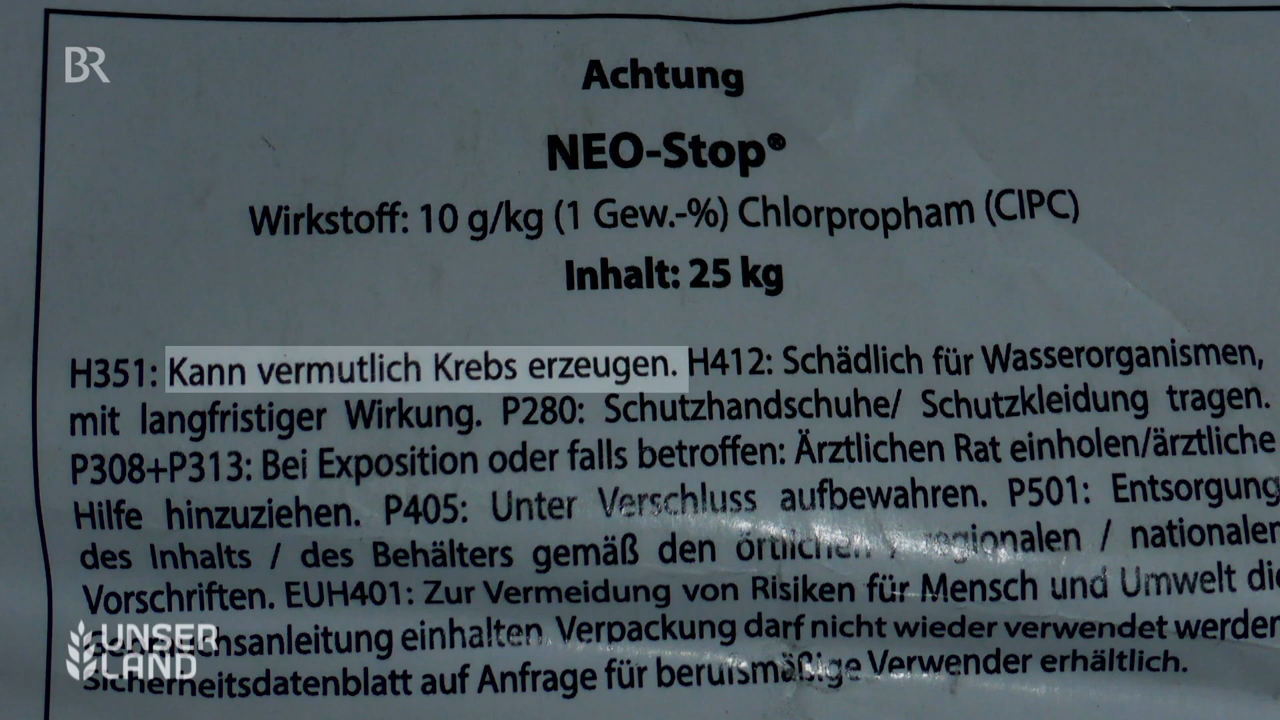 BR
Achtung
NEO-Stop®
Wirkstoff: 10 g/kg (1 Gew.-%) Chlorpropham (CIPC)
Inhalt: 25 kg
H351: Kann vermutlich Krebs erzeugen. H412: Schädlich für Wasserorganismen,
mit langfristiger Wirkung. P280: Schutzhandschuhe/ Schutzkleidung tragen.
P308+P313: Bei Exposition oder falls betroffen: Ärztlichen Rat einholen/ärztliche
Hilfe hinzuziehen. P405: Unter Verschluss aufbewahren. P501: Entsorgung
des Inhalts / des Behälters gemäß den örtlichen / regionalen / nationalen
Vorschriften. EUH401: Zur Vermeidung von Risiken für Mensch und Umwelt die
einhalten. Verpackung darf nicht wieder verwendet werden
Sicherheitsdatenblatt auf Anfrage für berufsmäßige Verwender erhältlich.
UNSER
LAND